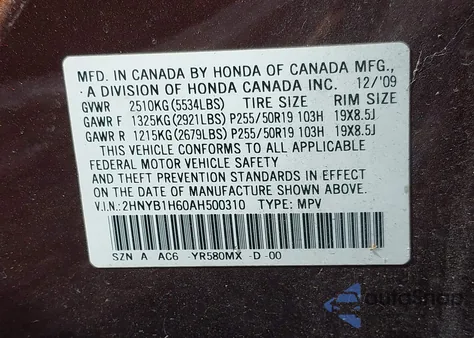 MFD. IN CANADA BY HONDA OF CANADA MFG.,
A DIVISION OF HONDA CANADA INC. 12/'09
GVWR 2510KG(5534LBS) TIRE SIZE RIM SIZE
GAWR F 1325KG(2921LBS) P255/50R19 103H 19X8.5J
GAWR R 1215KG(2679LBS) P255/50R19 103H 19X8.5J
THIS VEHICLE CONFORMS TO ALL APPLICABLE
FEDERAL MOTOR VEHICLE SAFETY
AND THEFT PREVENTION STANDARDS IN EFFECT
ON THE DATE OF MANUFACTURE SHOWN ABOVE.
V.I.N.: 2HNYB1H60AH500310 TYPE: MPV
SZN A AC6 -YR580MX -D -00
autoSnap